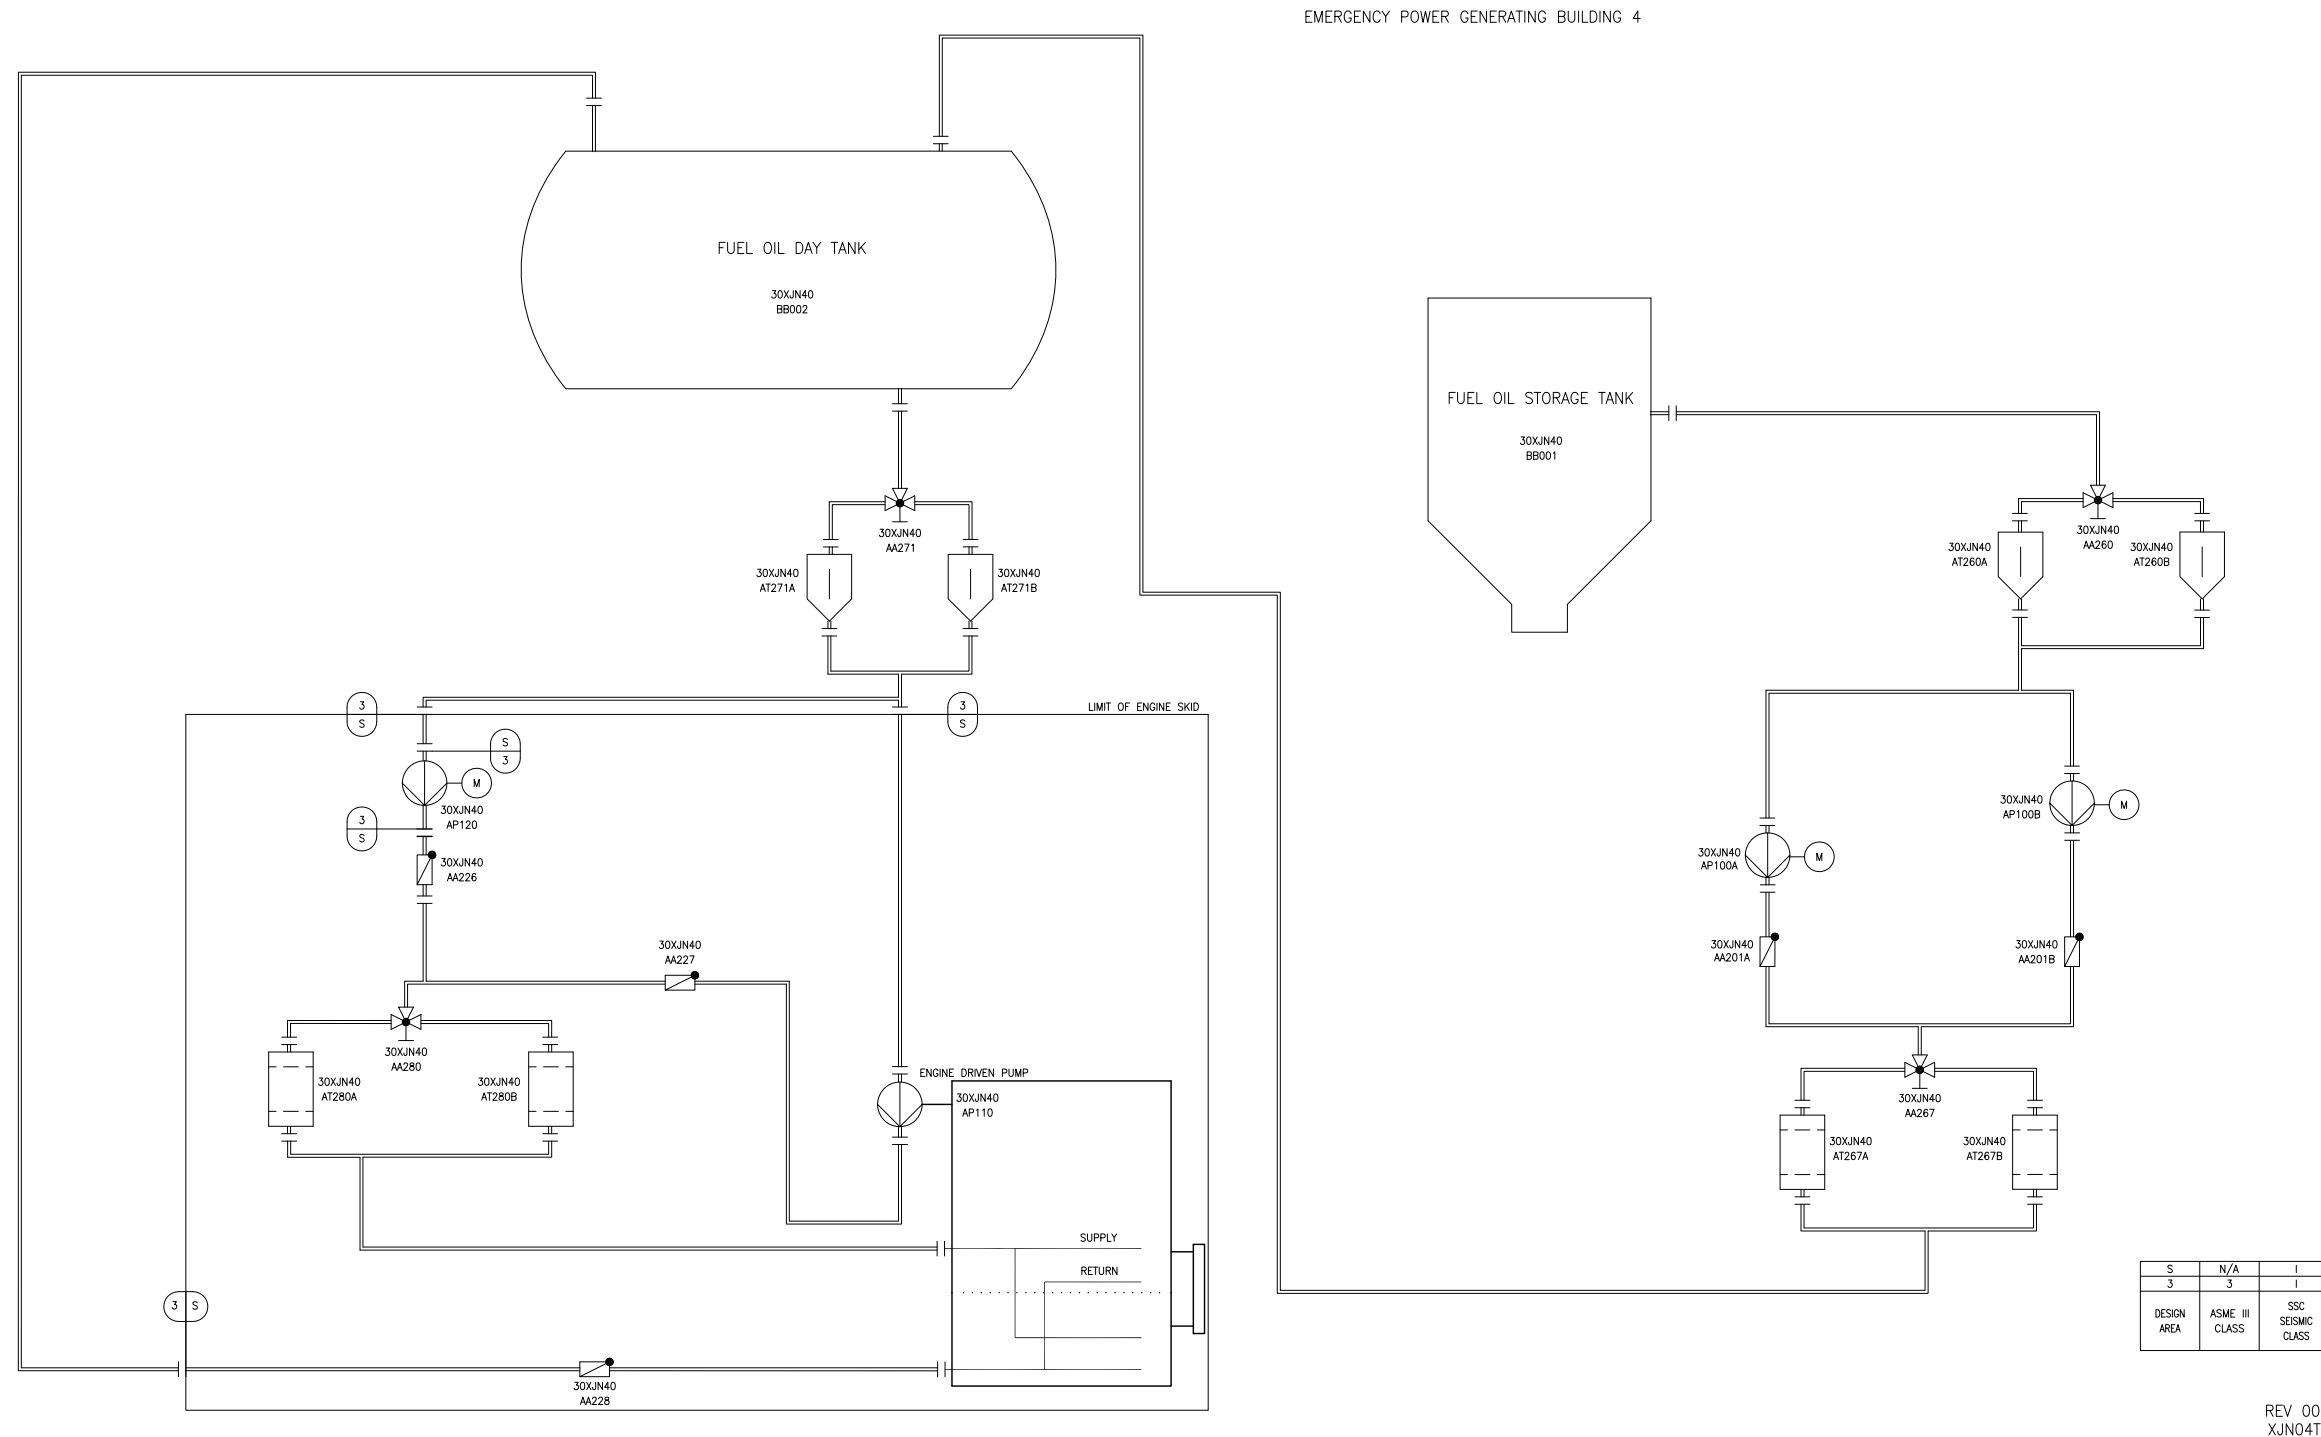 EMERGENCY POWER GENERATING BUILDING 4
FUEL OIL DAY TANK
30XJN40
BB002
FUEL OIL STORAGE TANK
30XJN40
BB001
30XJN40
AA271
30XJN40
AT271A
30XJN40
AT271B
30XJN40
AA260
30XJN40
AT260A
30XJN40
AT260B
3
S
3
S
LIMIT OF ENGINE SKID
S
3
M
30XJN40
AP120
3
S
30XJN40
AA226
30XJN40
AP100B
M
30XJN40
AP100A
M
30XJN40
AA227
30XJN40
AA201A
30XJN40
AA201B
30XJN40
AA280
30XJN40
AT280A
30XJN40
AT280B
ENGINE DRIVEN PUMP
30XJN40
AP110
30XJN40
AA267
30XJN40
AT267A
30XJN40
AT267B
SUPPLY
RETURN
3 S
30XJN40
AA228
S N/A I
3 3 I
DESIGN AREA
ASME III CLASS
SSC SEISMIC CLASS
REV 00
XJN04T